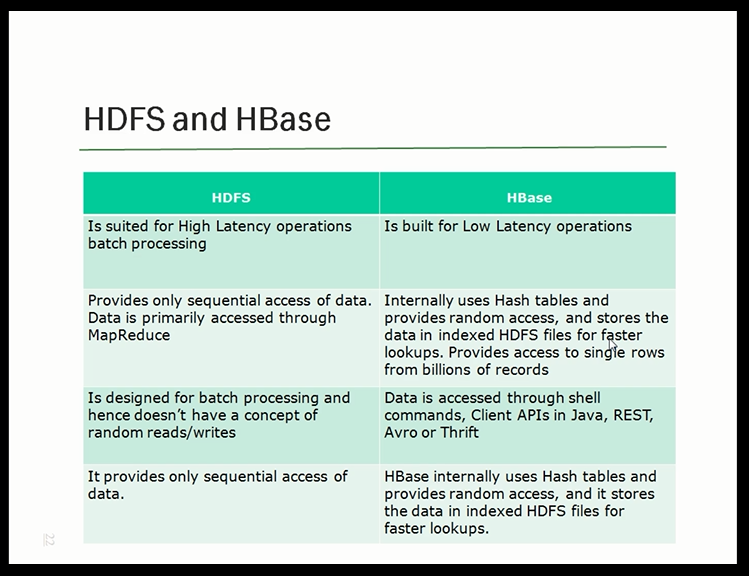 HDFS and HBase
HDFS
HBase
Is suited for High Latency operations
batch processing
Is built for Low Latency operations
Provides only sequential access of data.
Data is primarily accessed through
MapReduce
Internally uses Hash tables and
provides random access, and stores the
data in indexed HDFS files for faster
lookups. Provides access to single rows
from billions of records
Is designed for batch processing and
hence doesn't have a concept of
random reads/writes
Data is accessed through shell
commands, Client APIs in Java, REST,
Avro or Thrift
It provides only sequential access of
data.
HBase internally uses Hash tables and
provides random access, and it stores
the data in indexed HDFS files for
faster lookups.